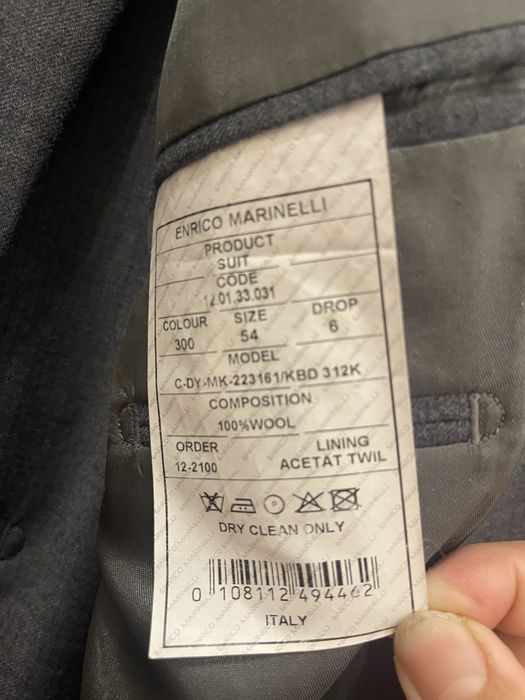 ENRICO MARINELLI
PRODUCT
SUIT
CODE
12.01.33.031
COLOUR SIZE DROP
300 54 6
MODEL
C-DY-MK-223161/KBD 312K
COMPOSITION
100%WOOL
ORDER LINING
12-2100 ACETAT TWIL
P
DRY CLEAN ONLY
0 108112 494462
ITALY